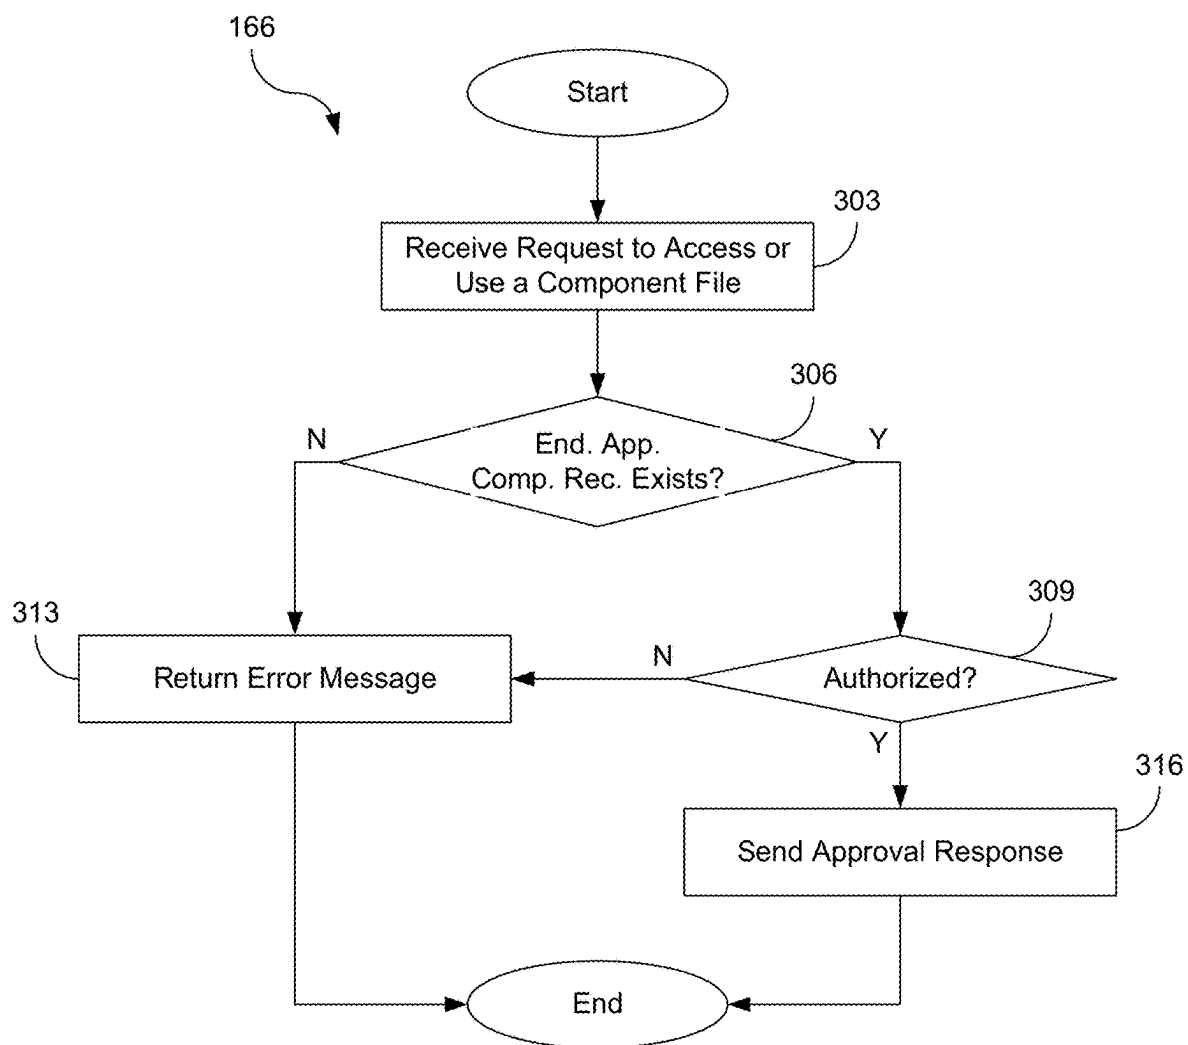 166
Start
303
Receive Request to Access or
Use a Component File
306
N
Y
End. App.
Comp. Rec. Exists?
309
313
N
Return Error Message
Authorized?
Y
316
Send Approval Response
End